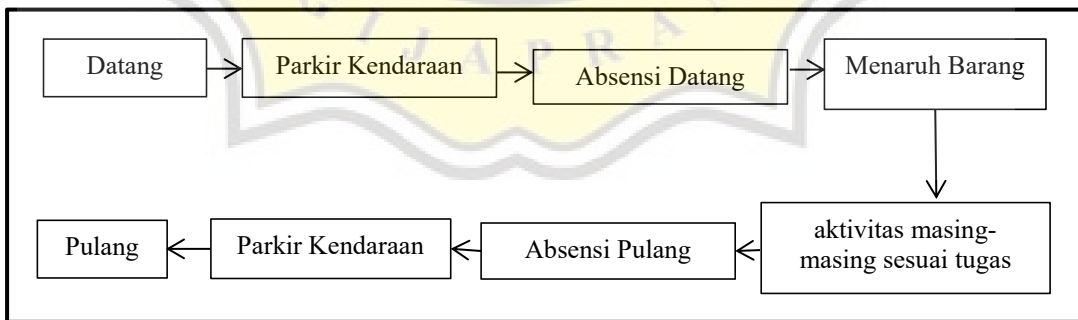 G I J A P R A
Datang
Parkir Kendaraan
Absensi Datang
Menaruh Barang
aktivitas masing-
masing sesuai tugas
Absensi Pulang
Parkir Kendaraan
Pulang